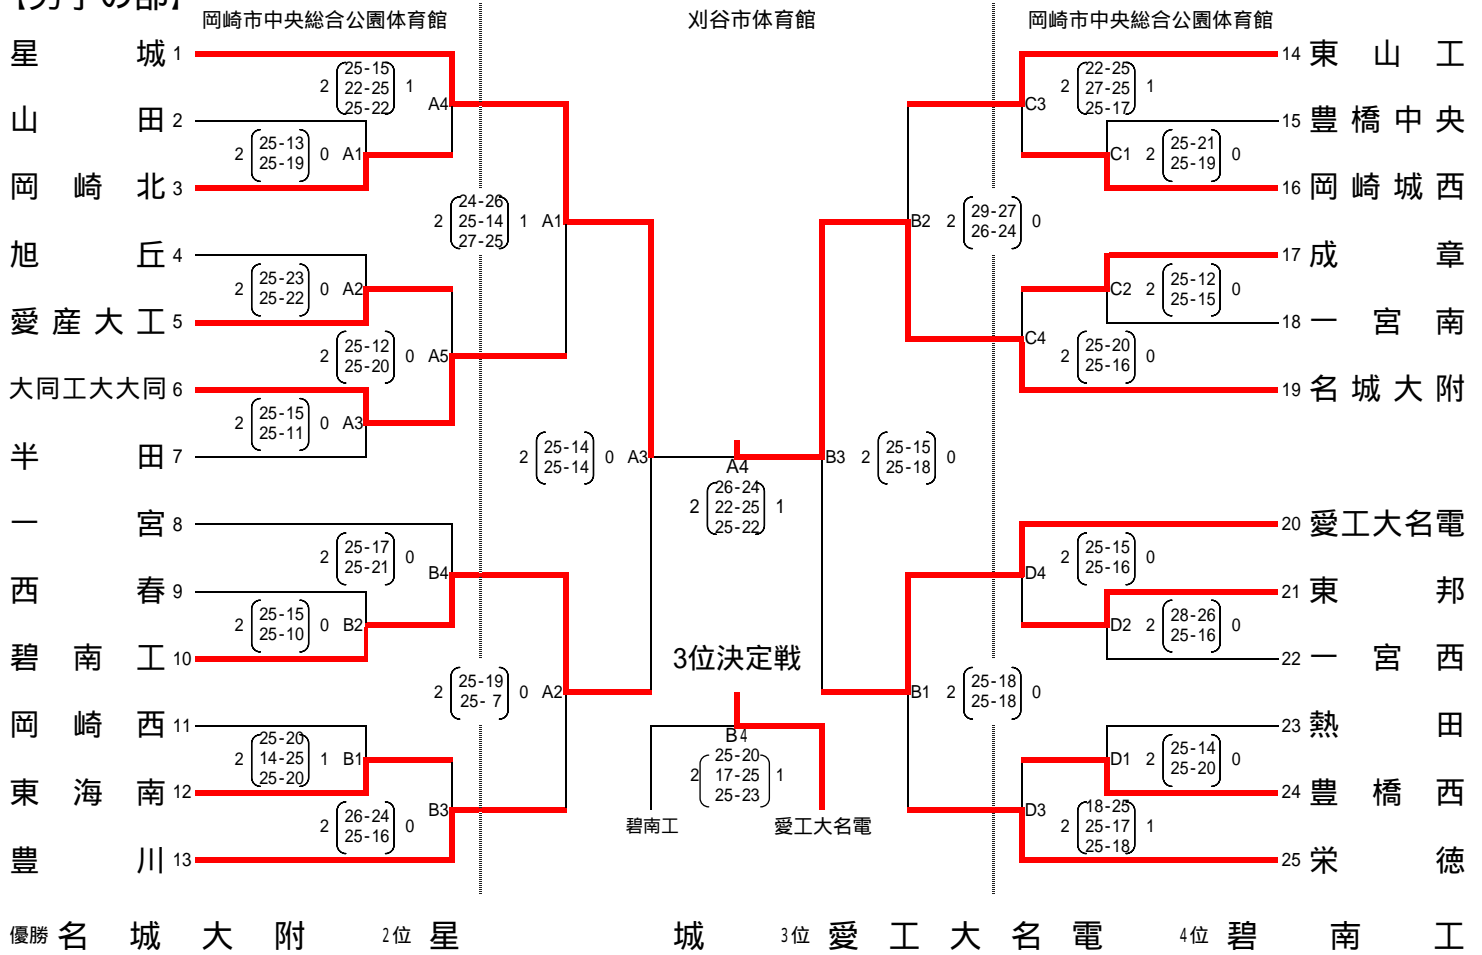 【男子の部】
岡崎市中央総合公園体育館
刈谷市体育館
岡崎市中央総合公園体育館
星城 1
山田 2
岡崎北 3
旭丘 4
愛産大工 5
大同工大大同 6
半田 7
一宮 8
西春 9
碧南工 10
岡崎西 11
東海南 12
豊川 13
2 25-15 22-25 25-22 1 A4
2 25-13 25-19 0 A1
2 25-23 25-22 0 A2
2 25-12 25-20 0 A5
2 25-15 25-11 0 A3
2 25-17 25-21 0 B4
2 25-15 25-10 0 B2
2 25-20 14-25 25-20 1 B1
2 26-24 25-16 0 B3
2 24-26 25-14 27-25 1 A1
2 25-19 25-7 0 A2
2 25-14 25-14 0 A3
A4
2 26-24 22-25 25-22 1
3位決定戦
B4
2 25-20 17-25 25-23 1
碧南工
愛工大名電
B3 2 25-15 25-18 0
B2 2 29-27 26-24 0
B1 2 25-18 25-18 0
C3 2 22-25 27-25 25-17 1
C1 2 25-21 25-19 0
C2 2 25-12 25-15 0
C4 2 25-20 25-16 0
D4 2 25-15 25-16 0
D2 2 28-26 25-16 0
D1 2 25-14 25-20 0
D3 2 18-25 25-17 25-18 1
14 東山工
15 豊橋中央
16 岡崎城西
17 成章
18 一宮南
19 名城大附
20 愛工大名電
21 東邦
22 一宮西
23 熱田
24 豊橋西
25 栄徳
優勝 名城大附 2位 星城 3位 愛工大名電 4位 碧南工